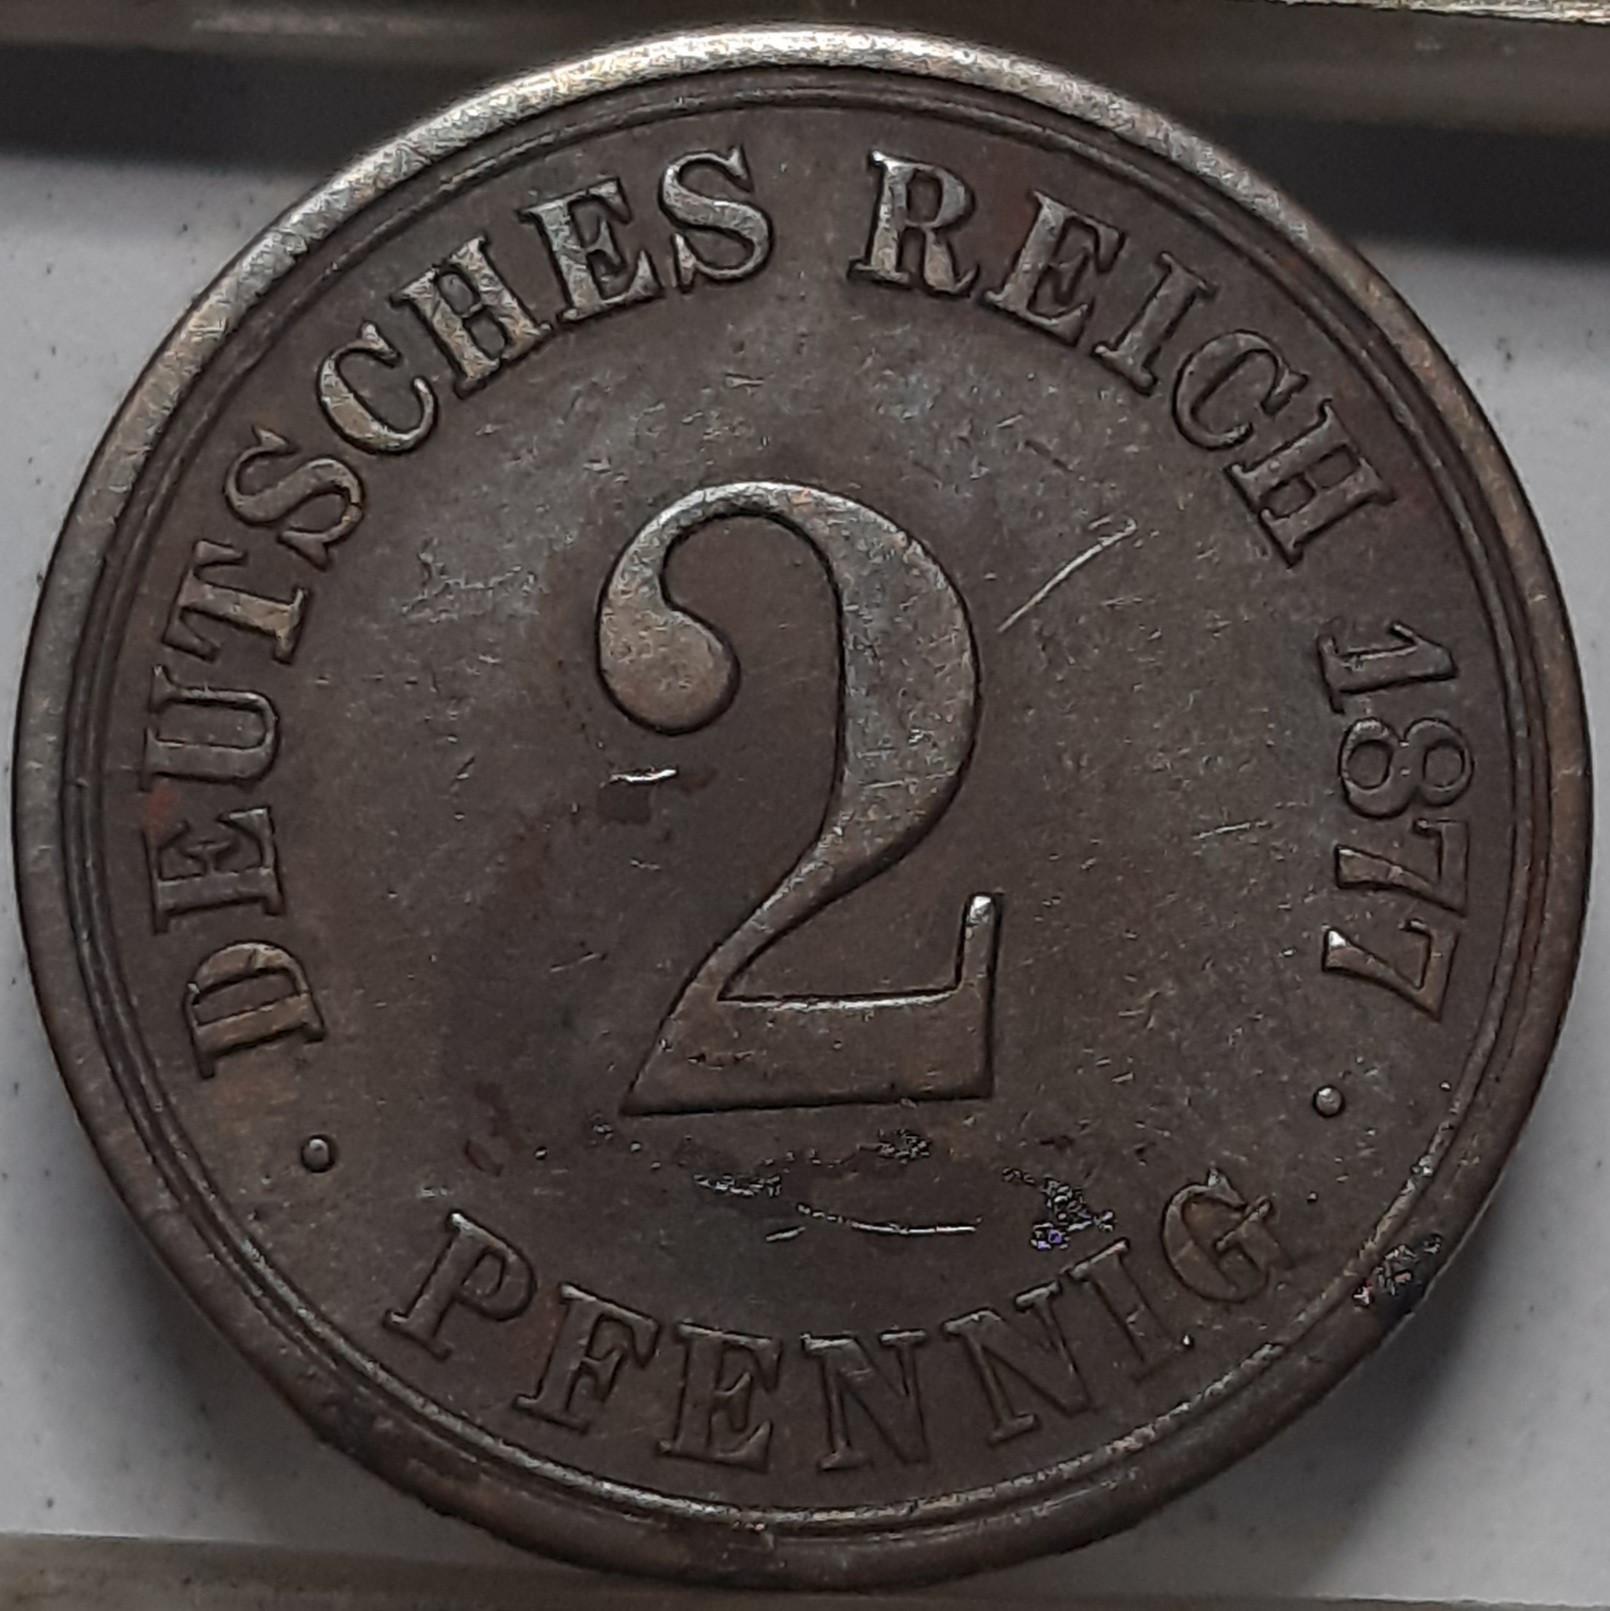 DEUTSCHES REICH 1877
2
PFENNIG